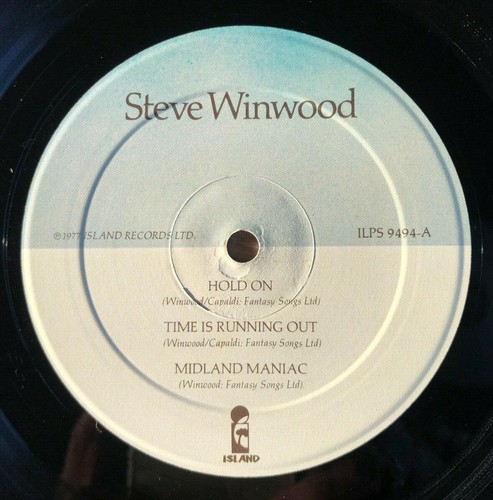 Steve Winwood
℗ 1977 ISLAND RECORDS LTD.
ILPS 9494-A
HOLD ON
(Winwood/Capaldi: Fantasy Songs Ltd)
TIME IS RUNNING OUT
(Winwood/Capaldi: Fantasy Songs Ltd)
MIDLAND MANIAC
(Winwood: Fantasy Songs Ltd).
ISLAND